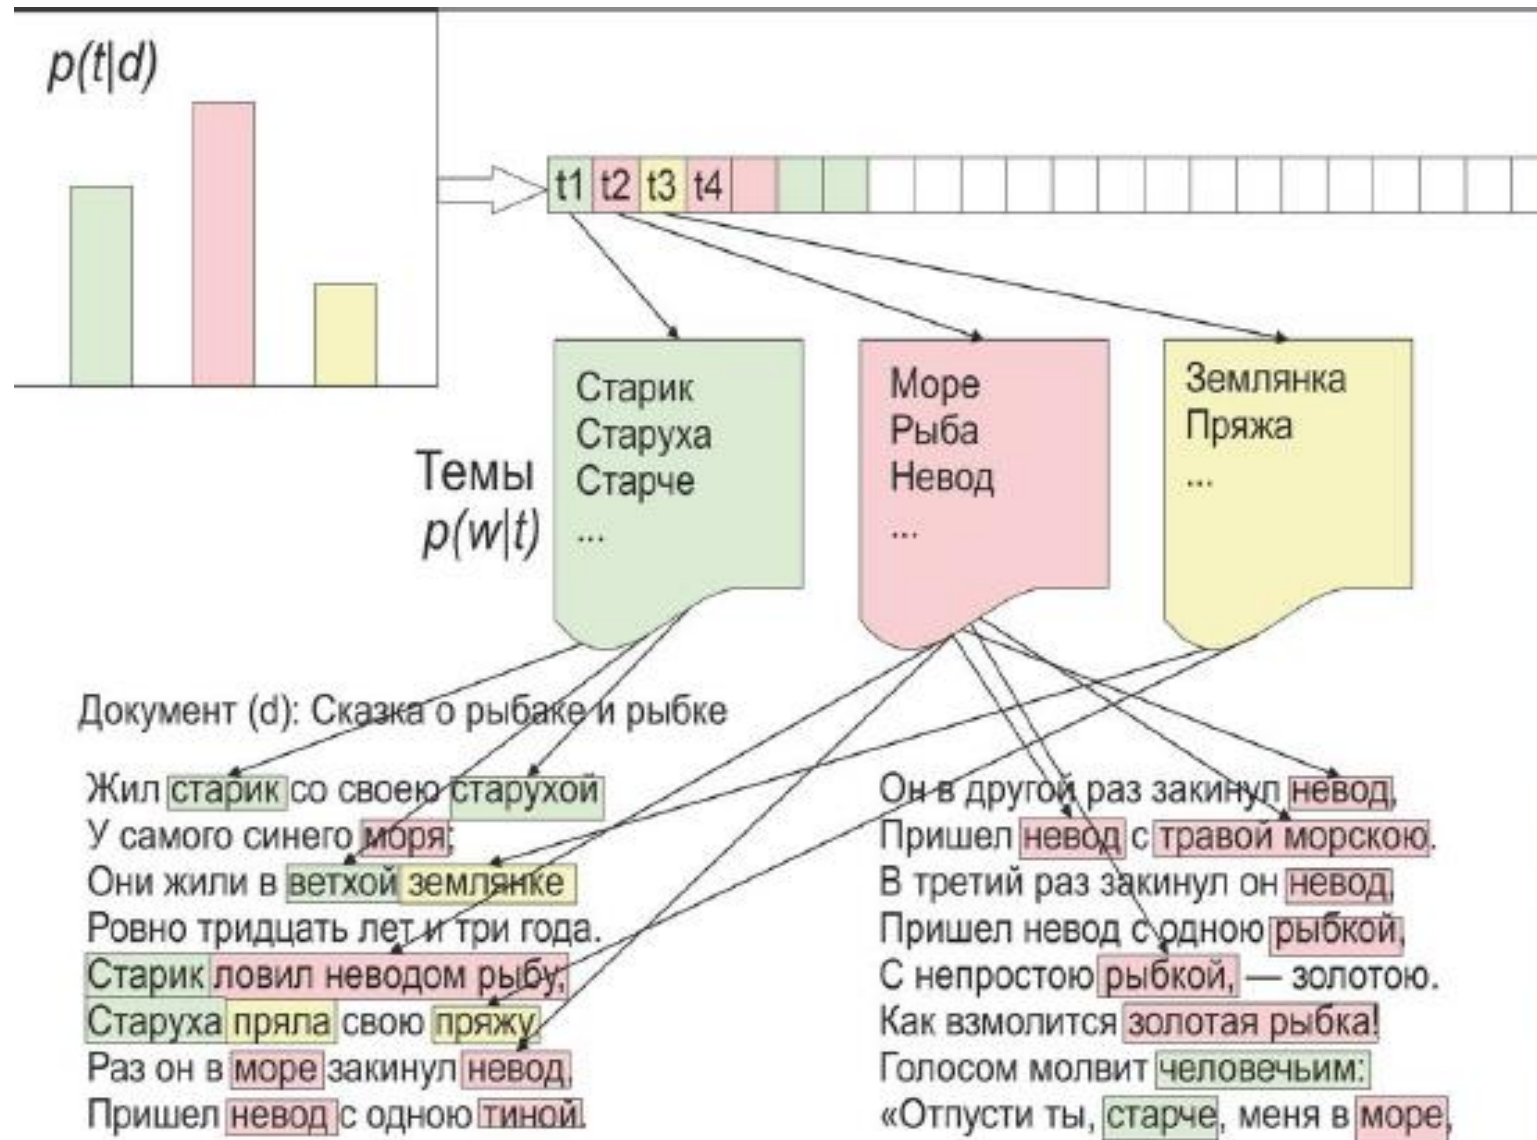 p(t|d)
t1 t2 t3 t4
Старик
Старуха
Старче
...
Море
Рыба
Невод
...
Землянка
Пряжа
...
Темы
p(w|t)
Документ (d): Сказка о рыбаке и рыбке
Жил старик со своею старухой
У самого синего моря;
Они жили в ветхой землянке
Ровно тридцать лет и три года.
Старик ловил неводом рыбу,
Старуха пряла свою пряжу.
Раз он в море закинул невод,
Пришел невод с одною тиной.
Он в другой раз закинул невод,
Пришел невод с травой морскою.
В третий раз закинул он невод,
Пришел невод с одною рыбкой,
С непростою рыбкой, — золотою.
Как взмолится золотая рыбка!
Голосом молвит человечьим:
«Отпусти ты, старче, меня в море,